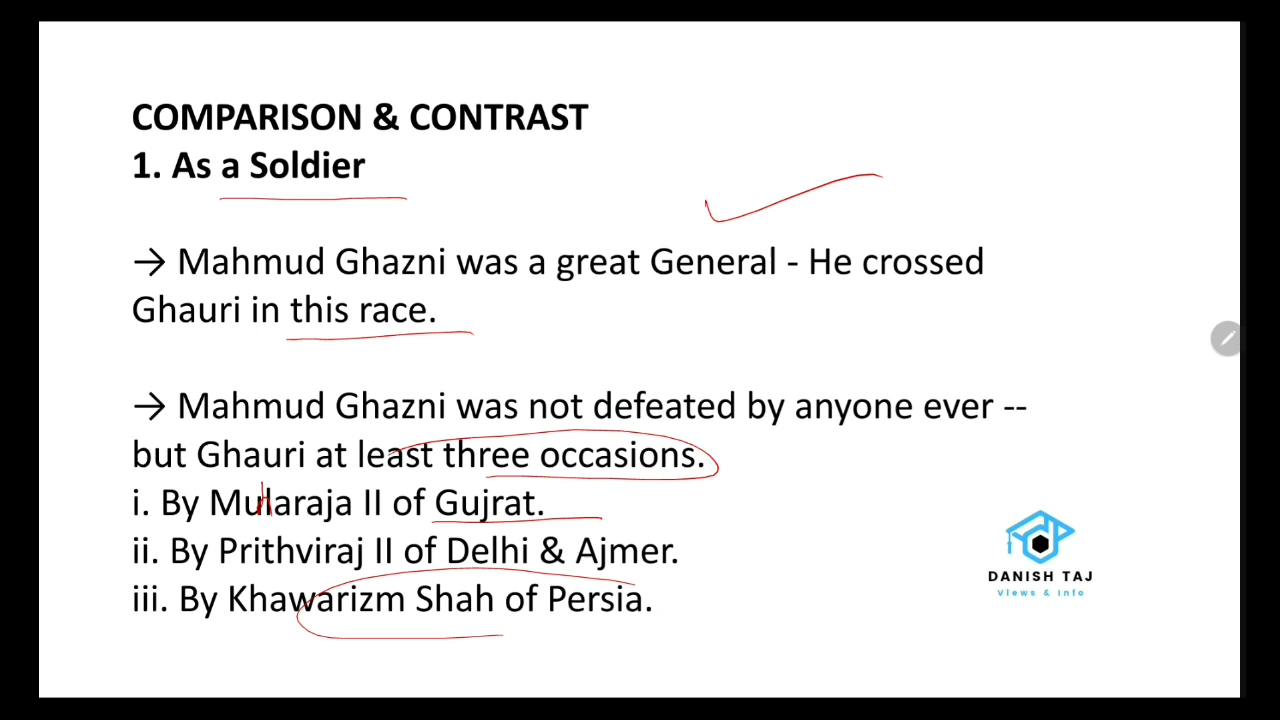 COMPARISON & CONTRAST
1. As a Soldier
→ Mahmud Ghazni was a great General - He crossed
Ghauri in this race.
→ Mahmud Ghazni was not defeated by anyone ever --
but Ghauri at least three occasions.
i. By Mularaja II of Gujrat.
ii. By Prithviraj II of Delhi & Ajmer.
iii. By Khawarizm Shah of Persia.
DANISH TAJ
Views & Info